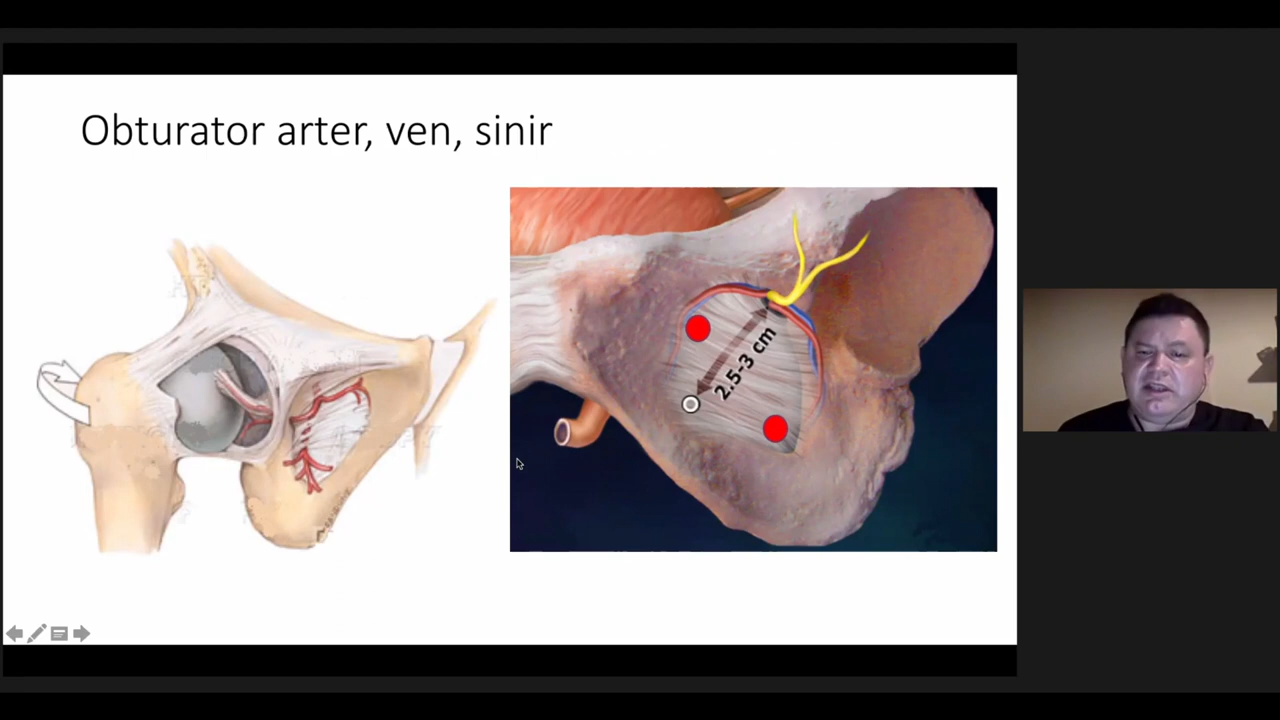 Obturator arter, ven, sinir
2.5-3 cm